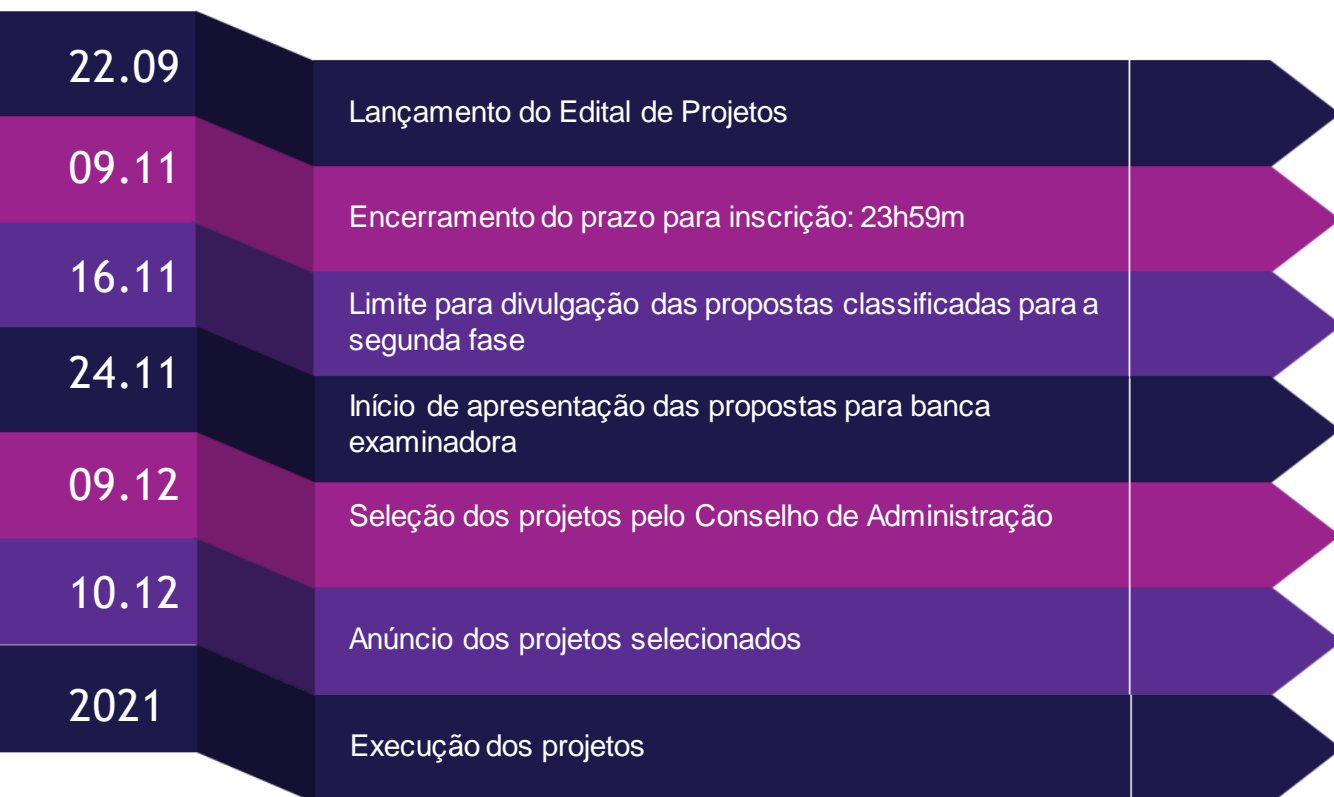 22.09
Lançamento do Edital de Projetos
09.11
Encerramento do prazo para inscrição: 23h59m
16.11
Limite para divulgação das propostas classificadas para a
segunda fase
24.11
Início de apresentação das propostas para banca
examinadora
09.12
Seleção dos projetos pelo Conselho de Administração
10.12
Anúncio dos projetos selecionados
2021
Execução dos projetos